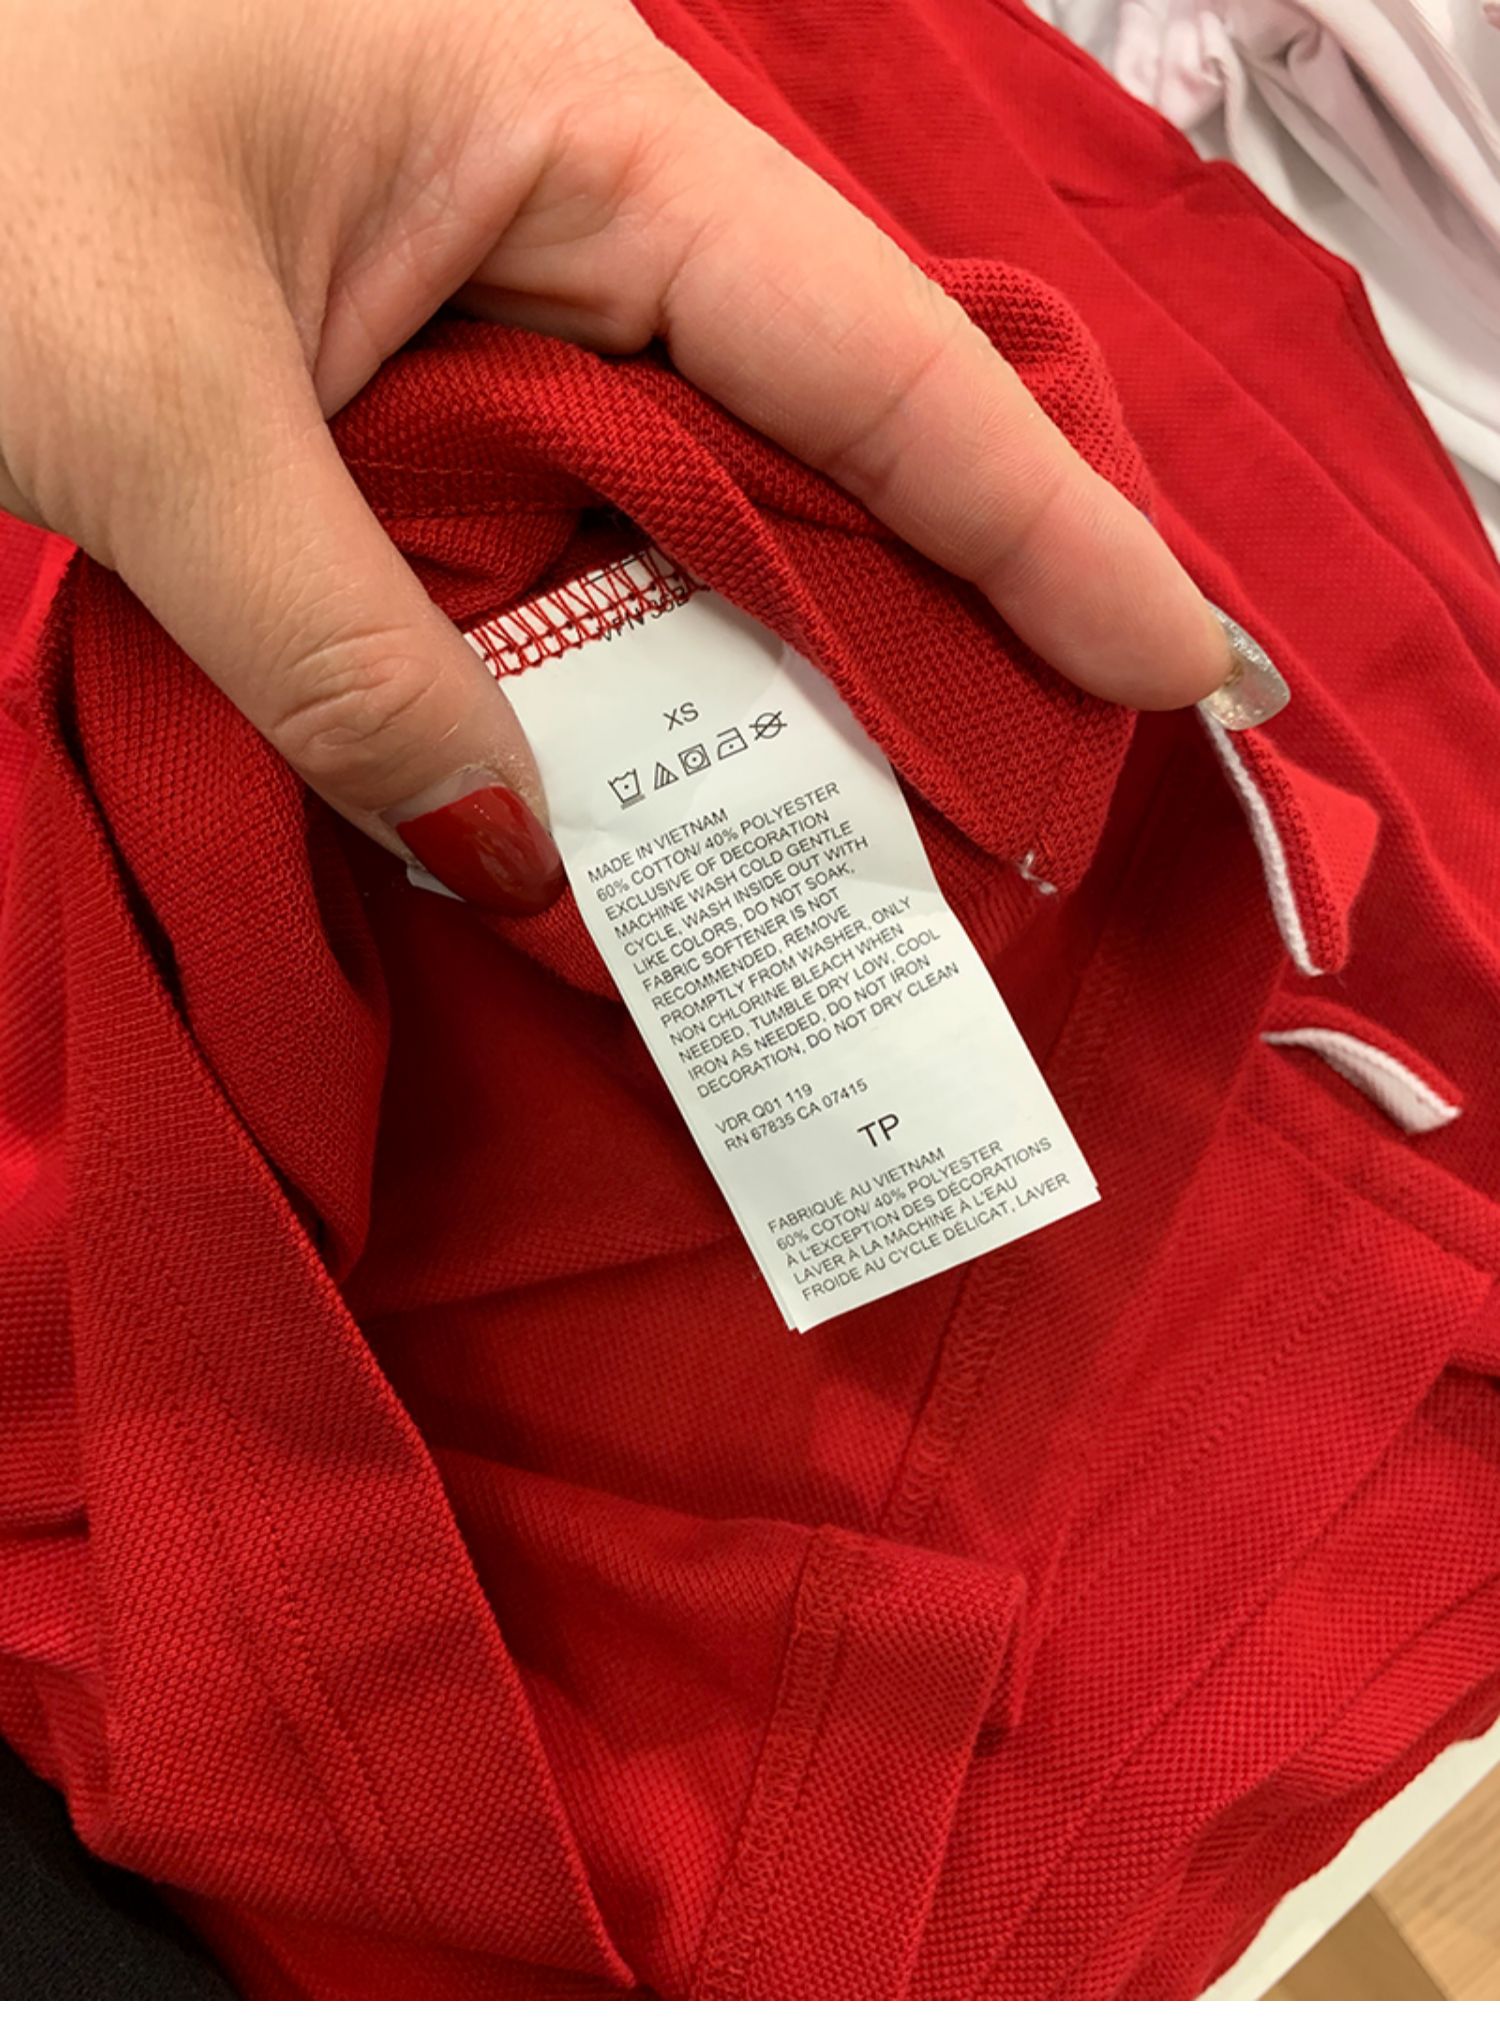 XS
MADE IN VIETNAM
60% COTTON/ 40% POLYESTER
EXCLUSIVE OF DECORATION
MACHINE WASH COLD GENTLE
CYCLE, WASH INSIDE OUT WITH
LIKE COLORS, DO NOT SOAK,
FABRIC SOFTENER IS NOT
RECOMMENDED, REMOVE
PROMPTLY FROM WASHER, ONLY
NON CHLORINE BLEACH WHEN
NEEDED, TUMBLE DRY LOW, COOL
IRON AS NEEDED, DO NOT IRON
DECORATION, DO NOT DRY CLEAN
VDR Q01 119
RN 67835 CA 07415
TP
FABRIQUÉ AU VIETNAM
60% COTON/ 40% POLYESTER
À L'EXCEPTION DES DÉCORATIONS
LAVER À LA MACHINE À L'EAU
FROIDE AU CYCLE DÉLICAT, LAVER